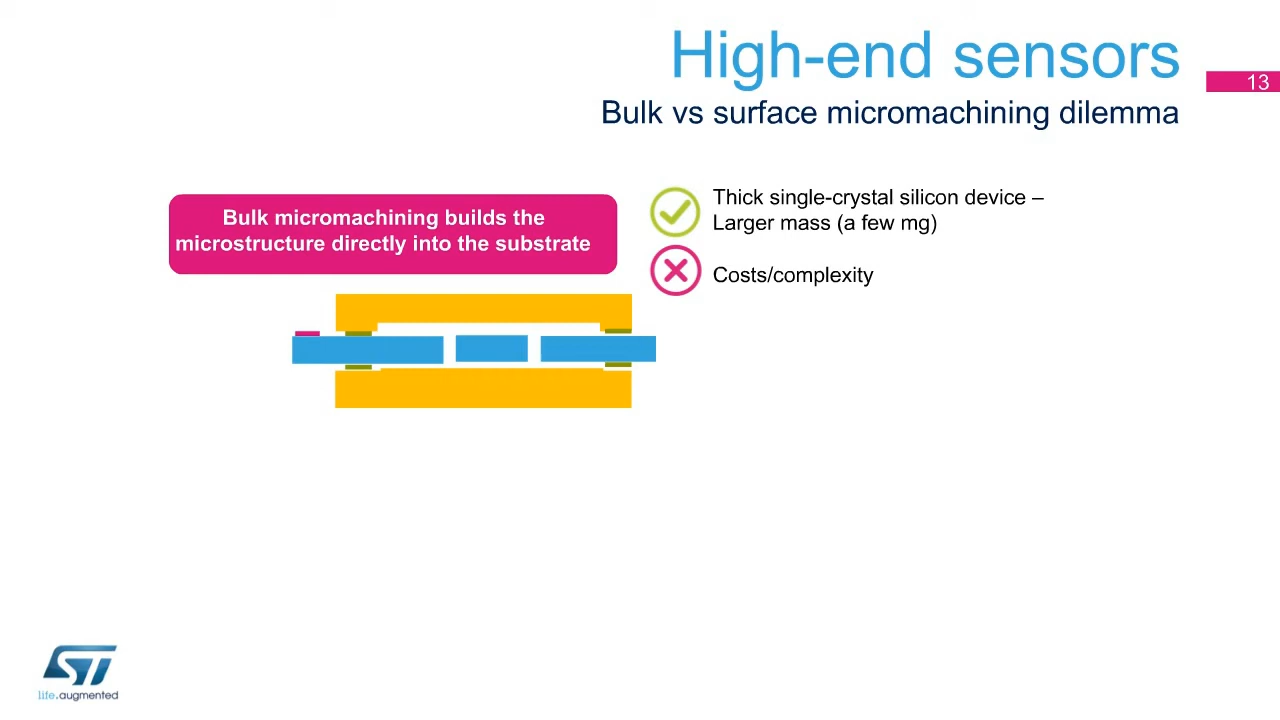 High-end sensors
13
Bulk vs surface micromachining dilemma
Bulk micromachining builds the
microstructure directly into the substrate
Thick single-crystal silicon device –
Larger mass (a few mg)
Costs/complexity
ST
life.augmented